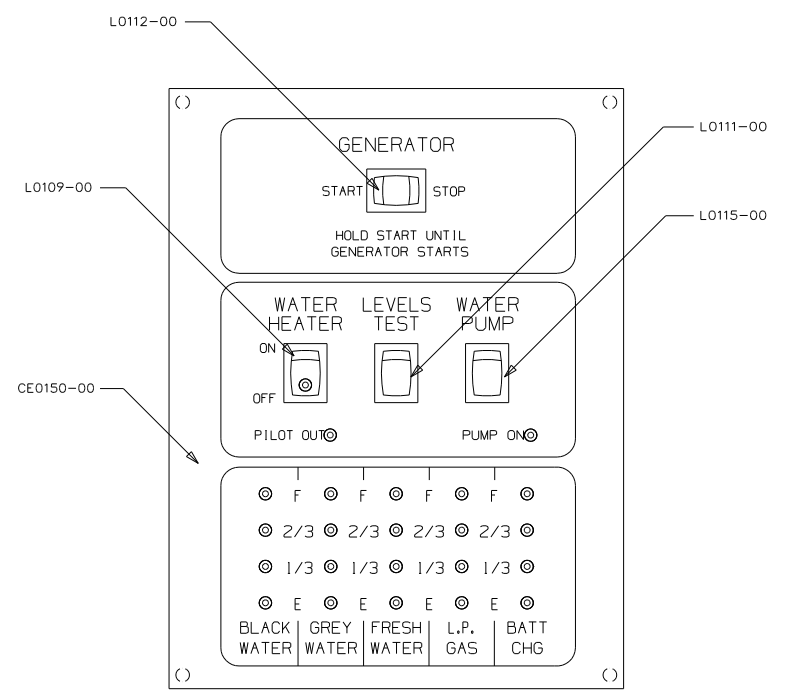 L0112-00
L0111-00
GENERATOR
L0109-00
START STOP
L0115-00
HOLD START UNTIL
GENERATOR STARTS
WATER HEATER
LEVELS TEST
WATER PUMP
ON
CE0150-00
OFF
PILOT OUT
PUMP ON
F F F F
2/3 2/3 2/3 2/3
1/3 1/3 1/3 1/3
E E E E
BLACK WATER
GREY WATER
FRESH WATER
L.P. GAS
BATT CHG